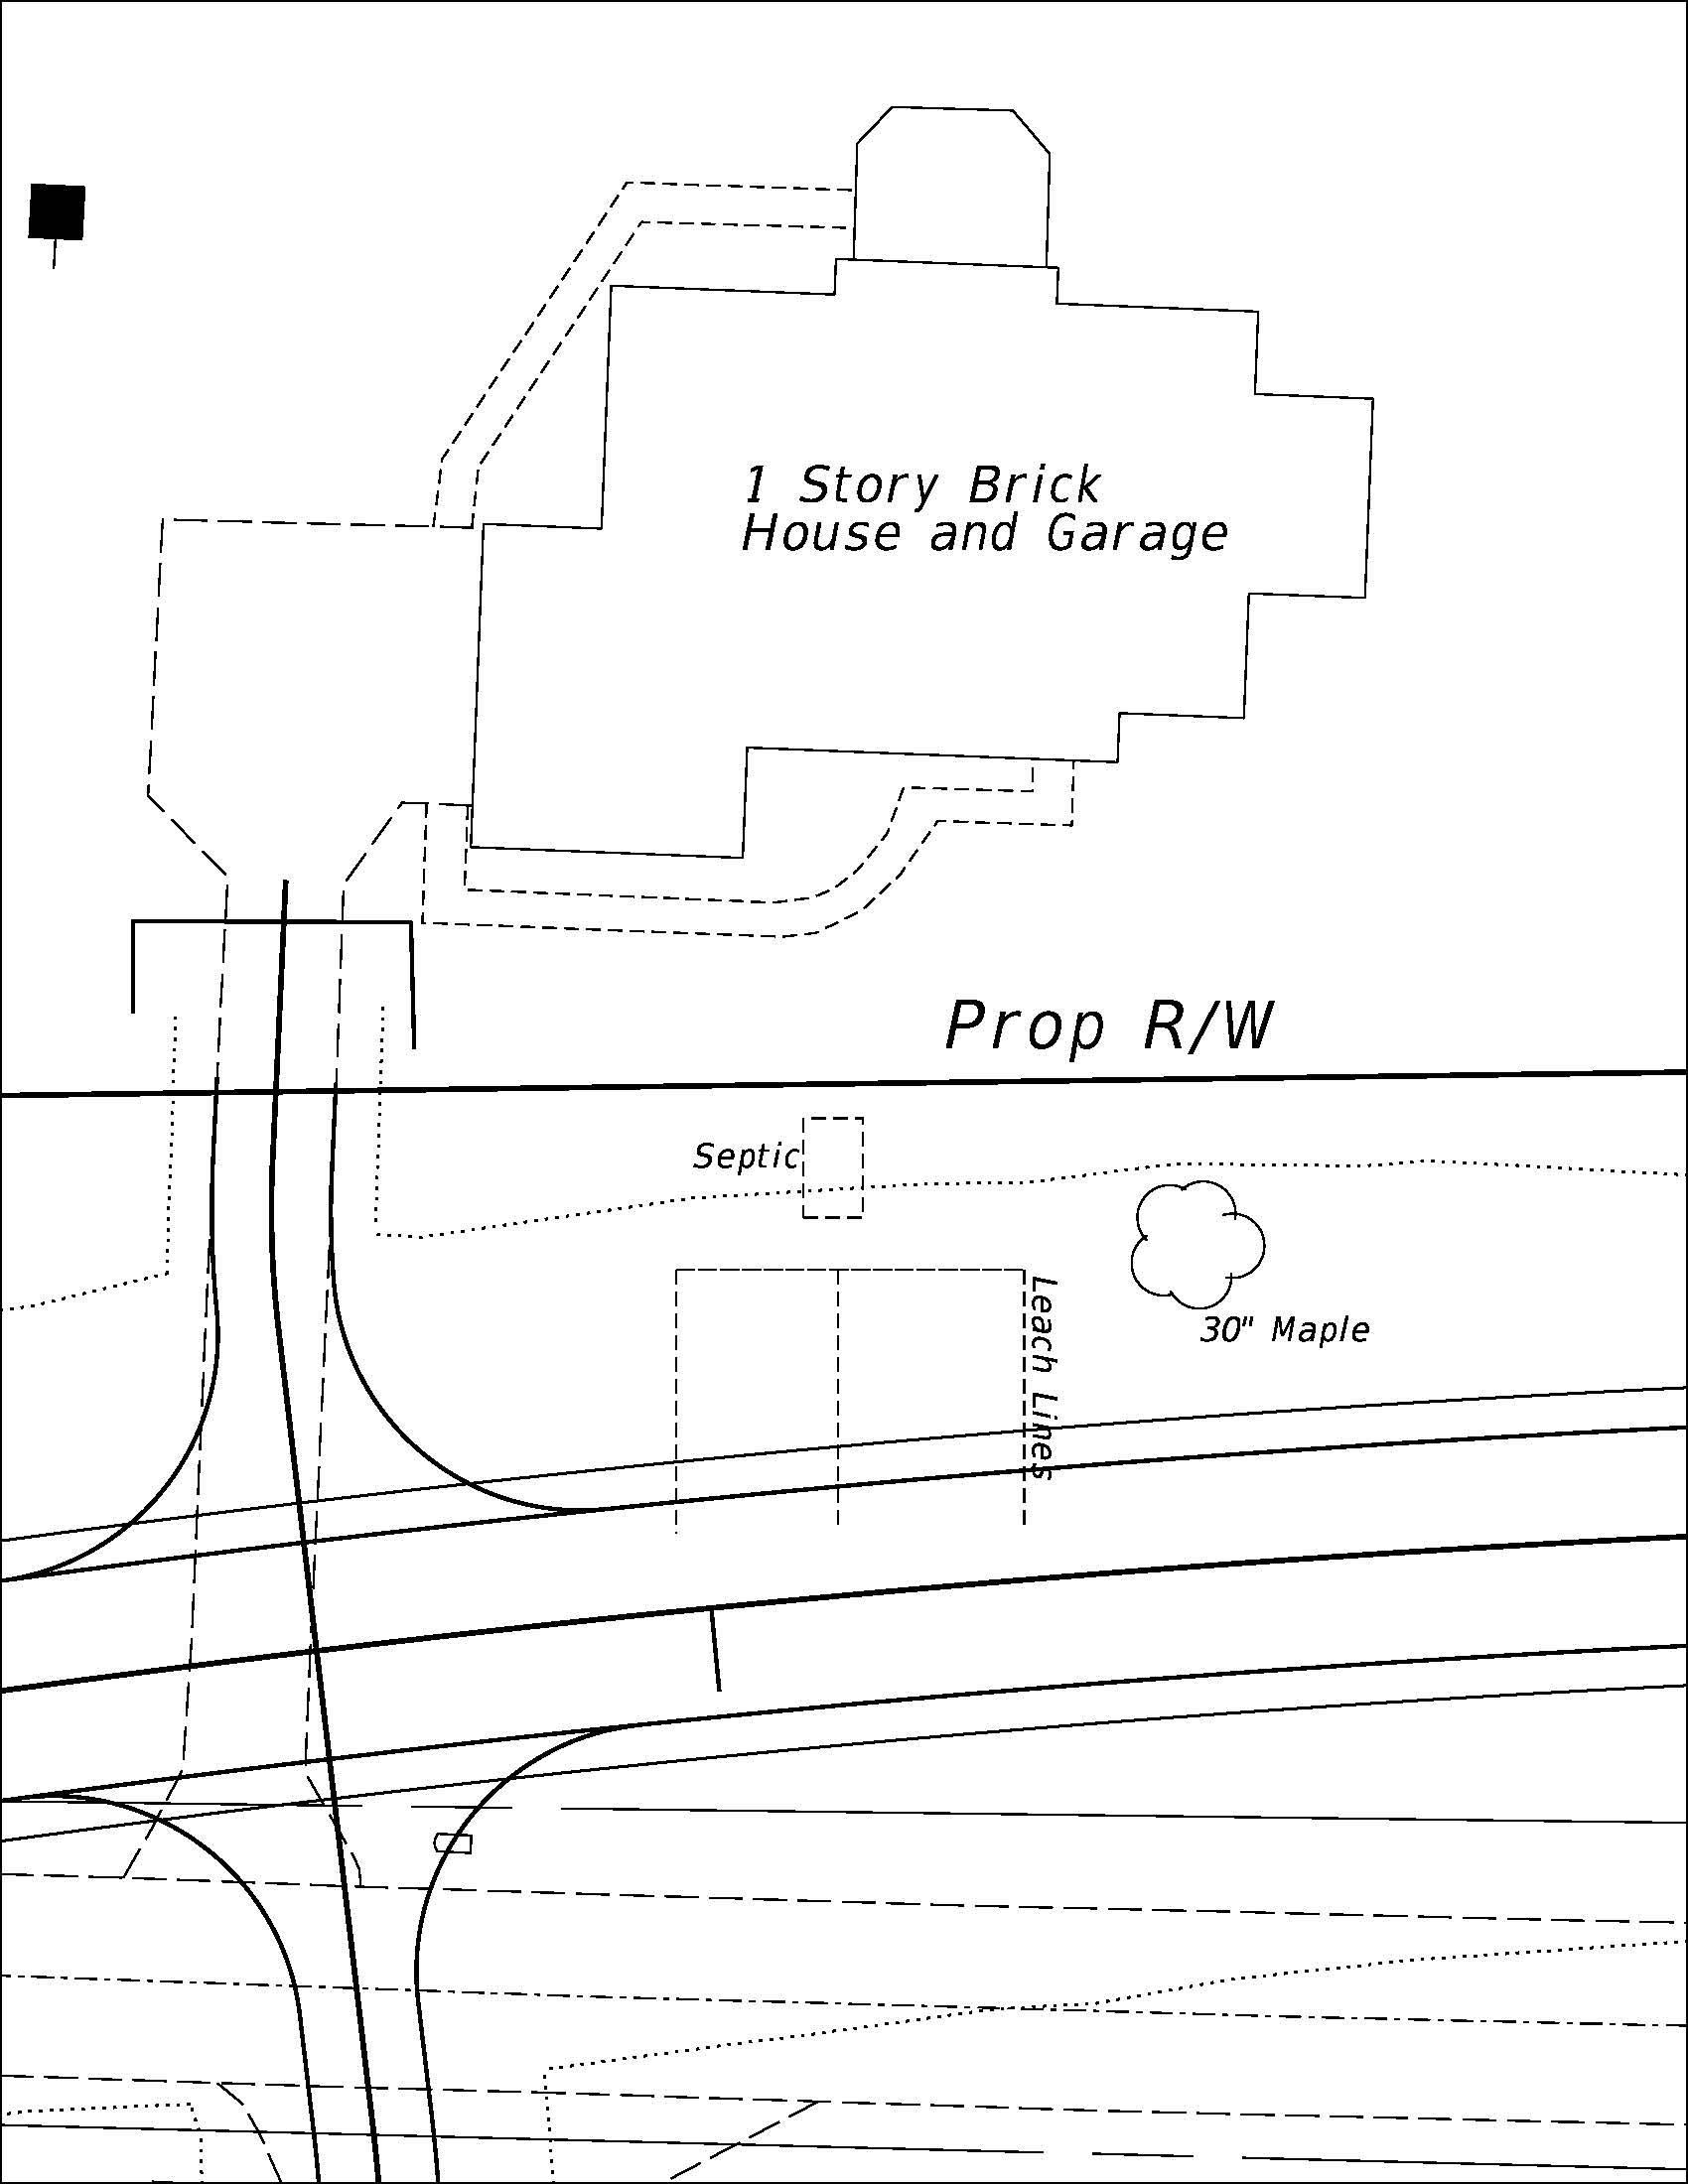 1 Story Brick
House and Garage
Prop R/W
Septic
Leach Lines
30" Maple